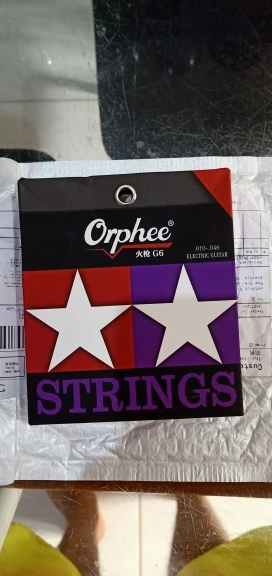 Orphee®
火枪 G6
.010-.046
ELECTRIC GUITAR
STRINGS